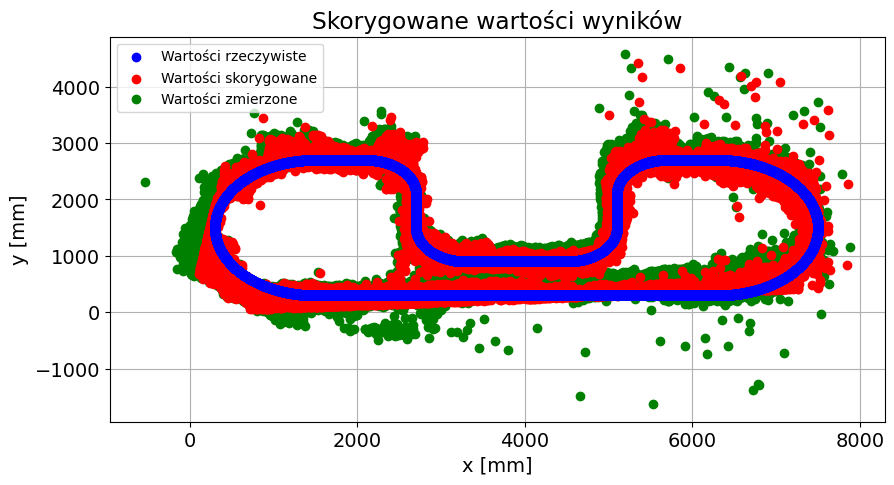 Skorygowane wartości wyników
Wartości rzeczywiste
Wartości skorygowane
Wartości zmierzone
y [mm]
4000
3000
2000
1000
0
−1000
0 2000 4000 6000 8000
x [mm]